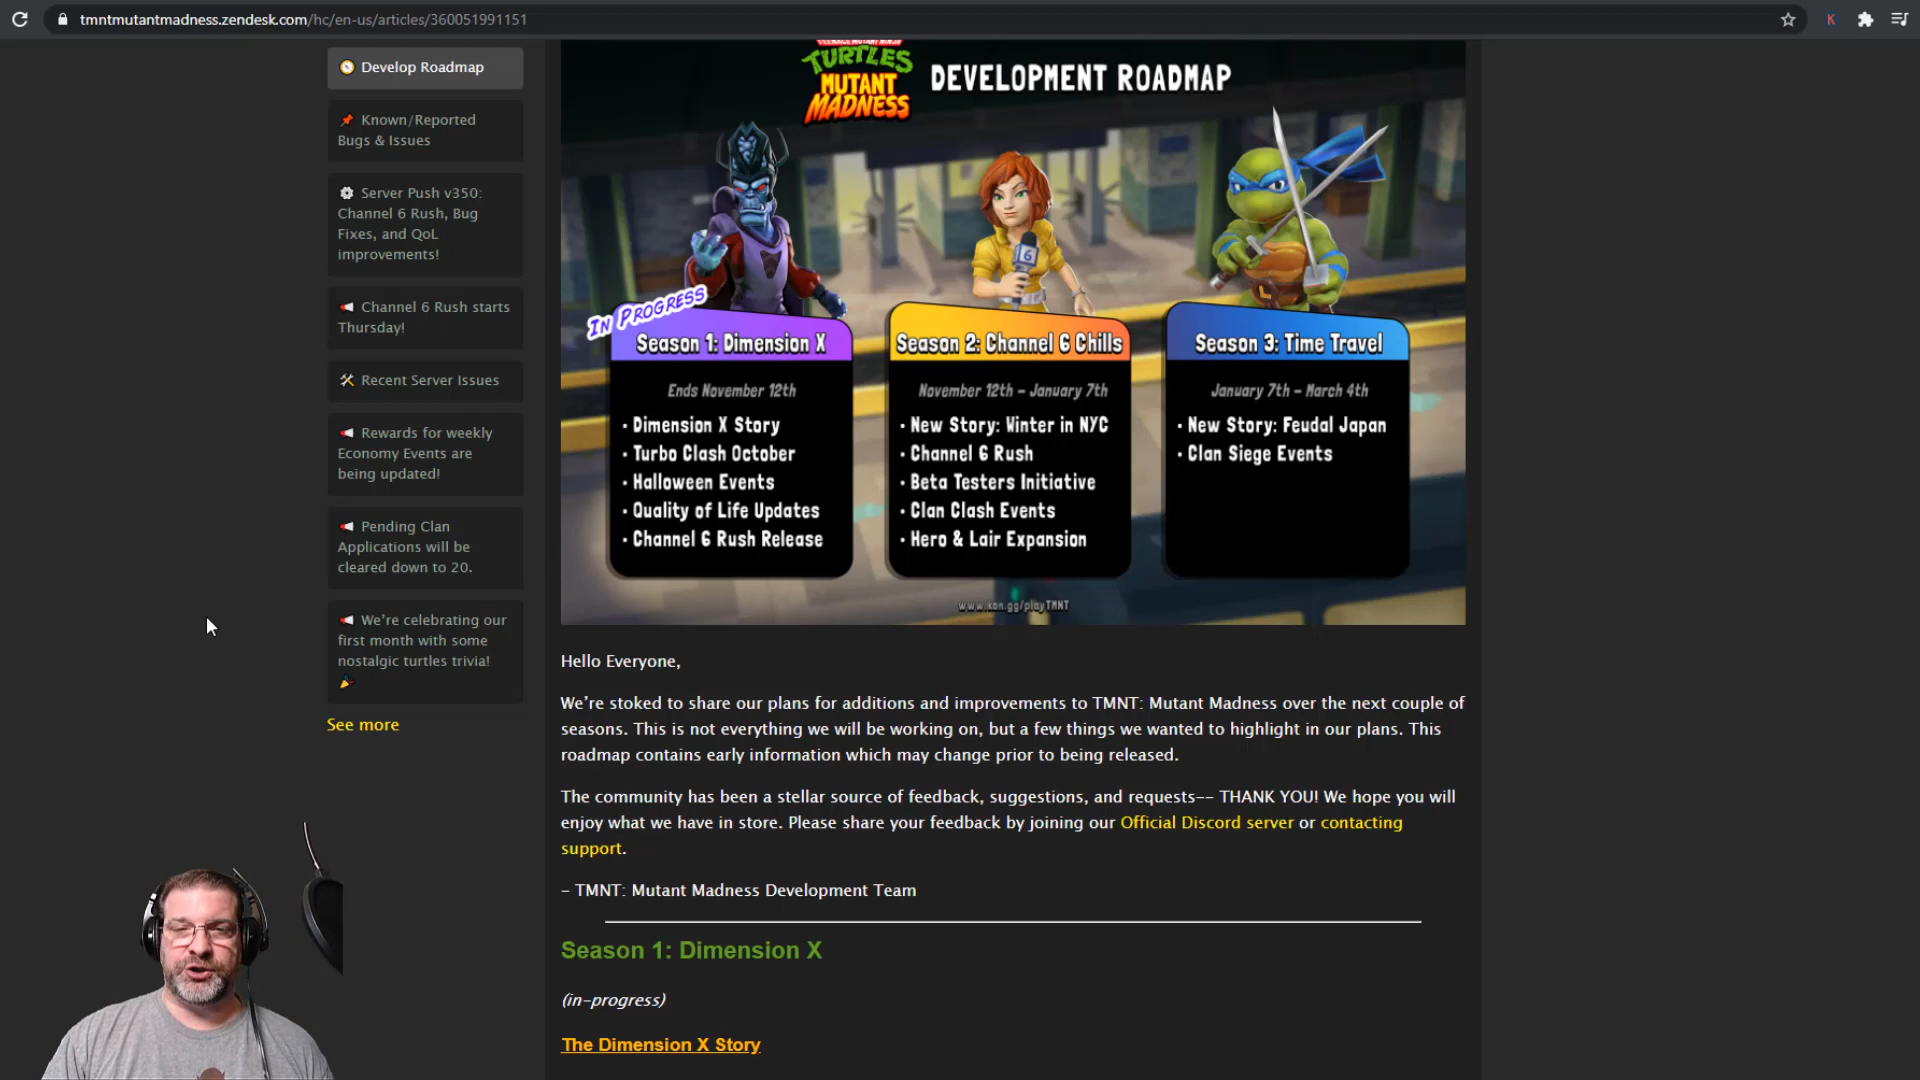 tmntmutantmadness.zendesk.com/hc/en-us/articles/360051991151
K
Develop Roadmap
Known/Reported
Bugs & Issues
Server Push v350:
Channel 6 Rush, Bug
Fixes, and QoL
improvements!
Channel 6 Rush starts
Thursday!
Recent Server Issues
Rewards for weekly
Economy Events are
being updated!
Pending Clan
Applications will be
cleared down to 20.
We're celebrating our
first month with some
nostalgic turtles trivia!
See more
TEENAGE MUTANT NINJA
TURTLES
MUTANT
MADNESS
DEVELOPMENT ROADMAP
6
IN PROGRESS
Season 1: Dimension X
Ends November 12th
• Dimension X Story
• Turbo Clash October
• Halloween Events
• Quality of Life Updates
• Channel 6 Rush Release
Season 2: Channel 6 Chills
November 12th – January 7th
• New Story: Winter in NYC
• Channel 6 Rush
• Beta Testers Initiative
• Clan Clash Events
• Hero & Lair Expansion
Season 3: Time Travel
January 7th – March 4th
• New Story: Feudal Japan
• Clan Siege Events
www.kon.gg/playTMNT
Hello Everyone,
We're stoked to share our plans for additions and improvements to TMNT: Mutant Madness over the next couple of
seasons. This is not everything we will be working on, but a few things we wanted to highlight in our plans. This
roadmap contains early information which may change prior to being released.
The community has been a stellar source of feedback, suggestions, and requests-- THANK YOU! We hope you will
enjoy what we have in store. Please share your feedback by joining our Official Discord server or contacting
support.
– TMNT: Mutant Madness Development Team
Season 1: Dimension X
(in-progress)
The Dimension X Story